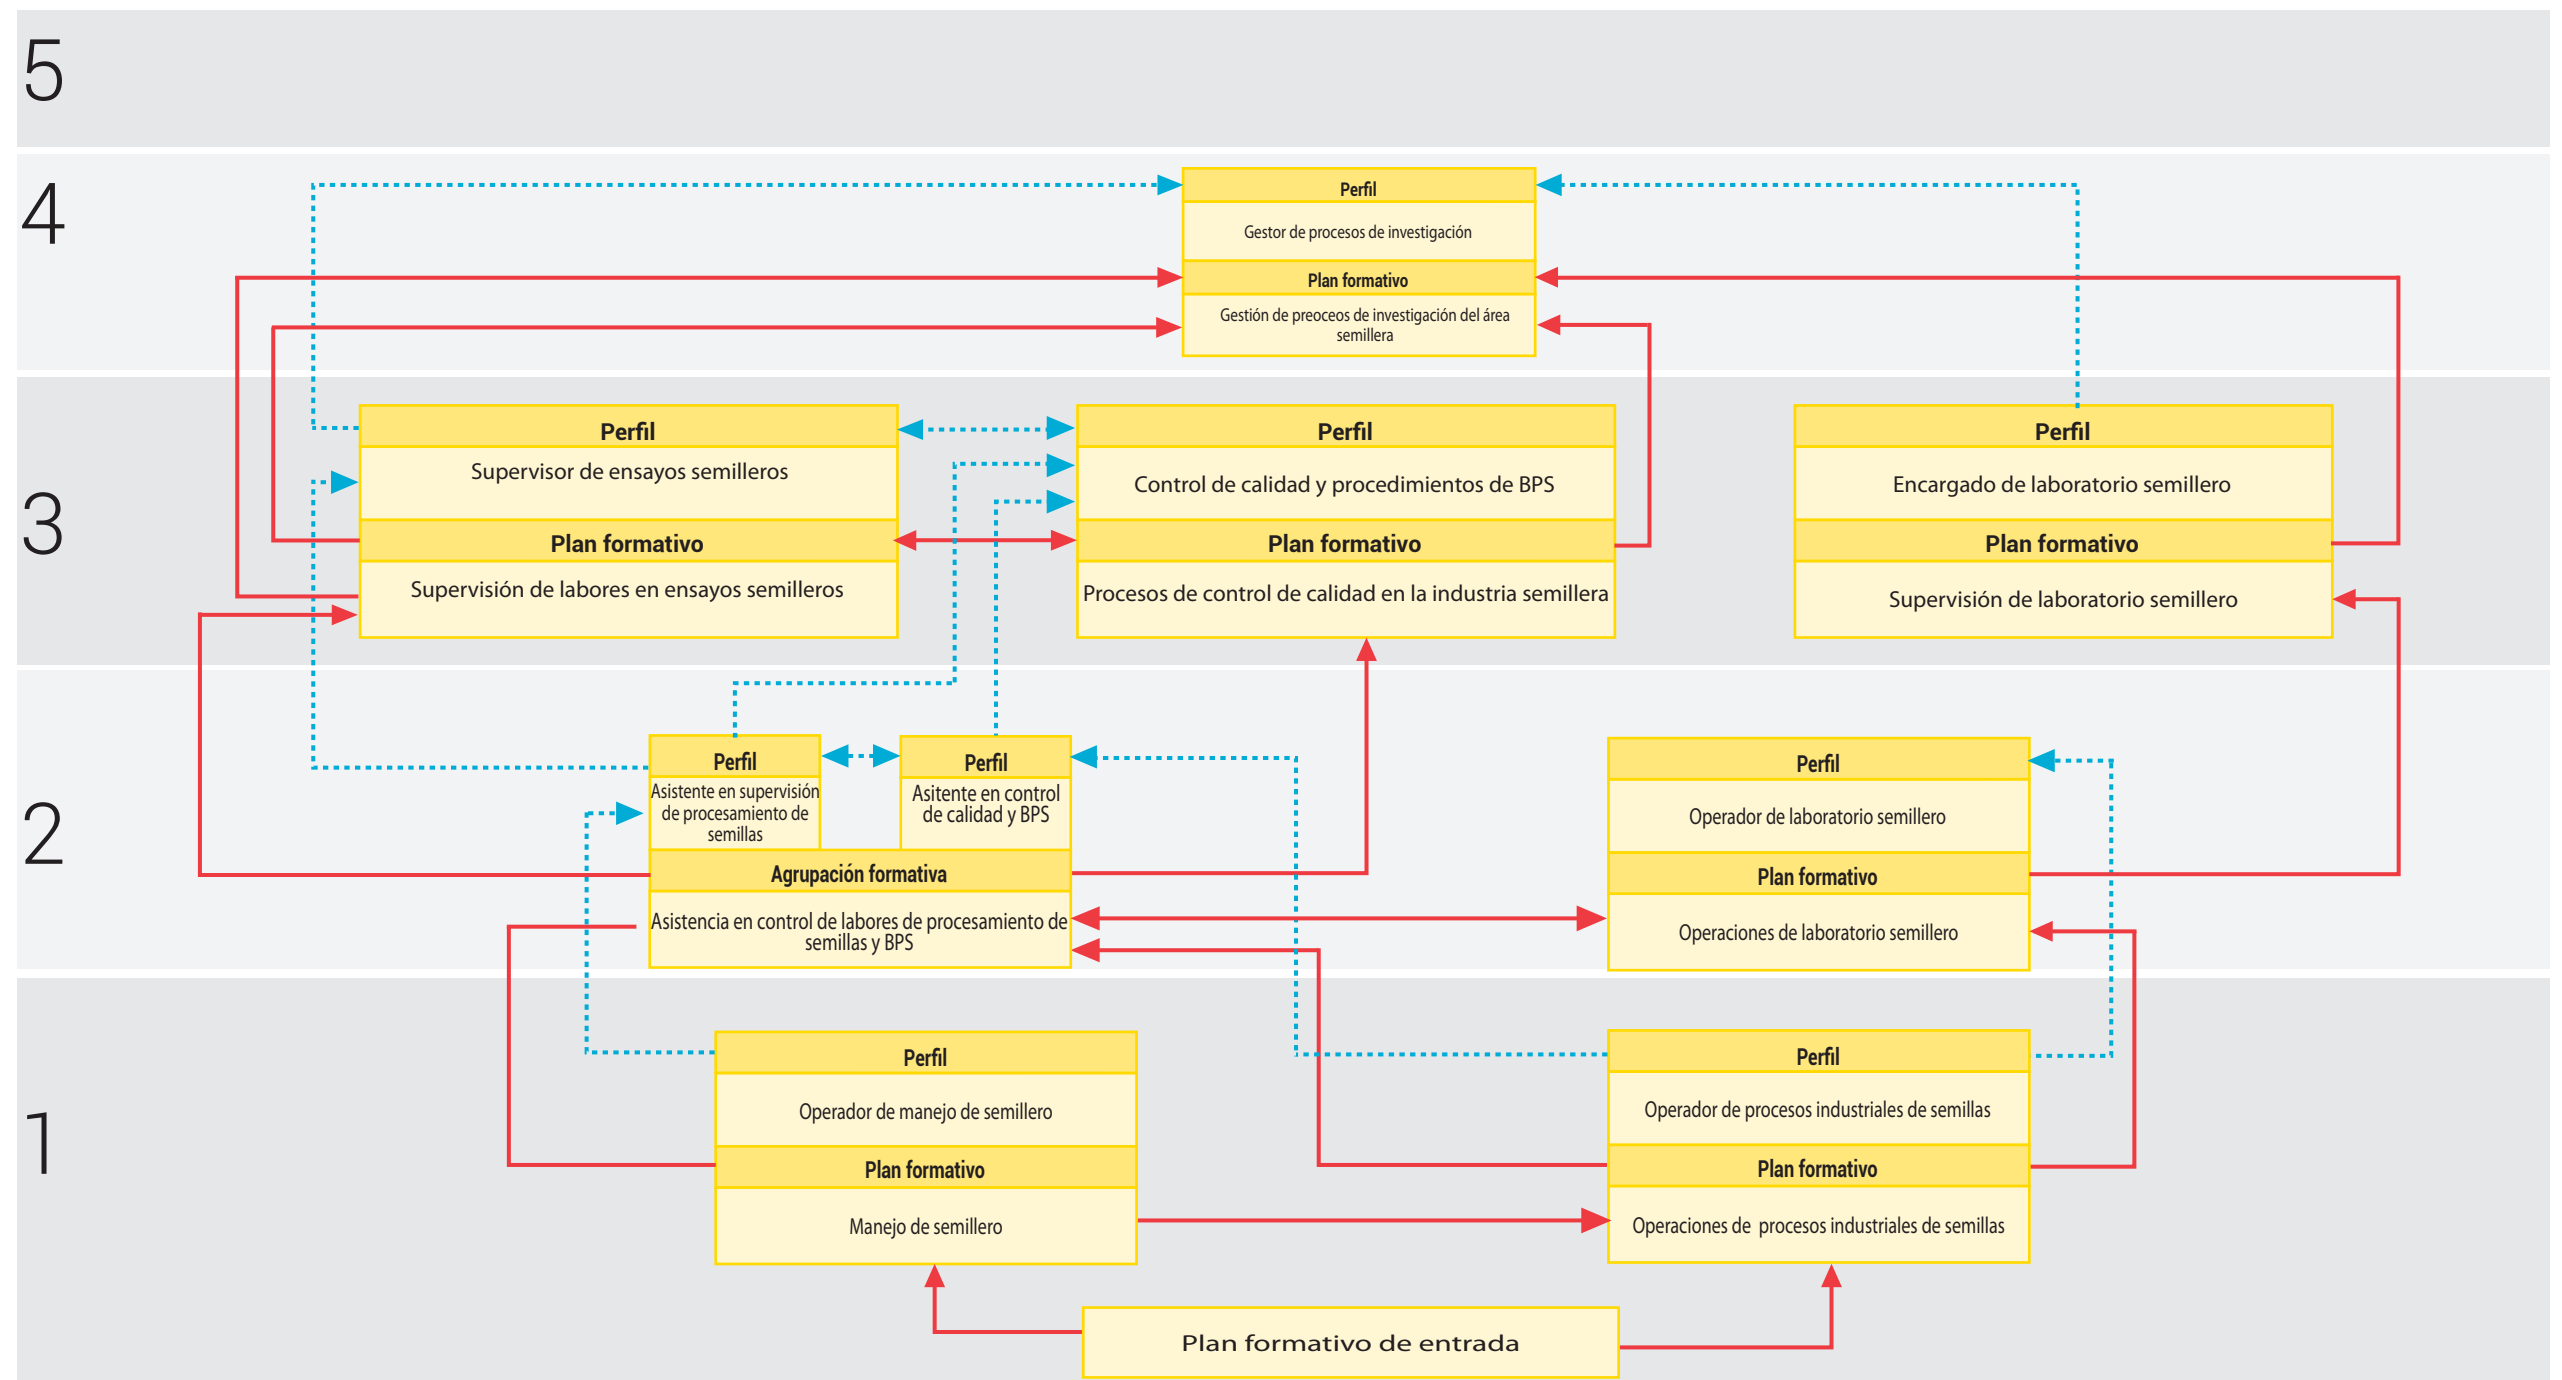 5
4
Perfil
Gestor de procesos de investigación
Plan formativo
Gestión de preoceos de investigación del área
semillera
3
Perfil
Supervisor de ensayos semilleros
Plan formativo
Supervisión de labores en ensayos semilleros
Perfil
Control de calidad y procedimientos de BPS
Plan formativo
Procesos de control de calidad en la industria semillera
Perfil
Encargado de laboratorio semillero
Plan formativo
Supervisión de laboratorio semillero
2
Perfil
Asistente en supervisión
de procesamiento de
semillas
Perfil
Asitente en control
de calidad y BPS
Agrupación formativa
Asistencia en control de labores de procesamiento de
semillas y BPS
Perfil
Operador de laboratorio semillero
Plan formativo
Operaciones de laboratorio semillero
1
Perfil
Operador de manejo de semillero
Plan formativo
Manejo de semillero
Perfil
Operador de procesos industriales de semillas
Plan formativo
Operaciones de procesos industriales de semillas
Plan formativo de entrada